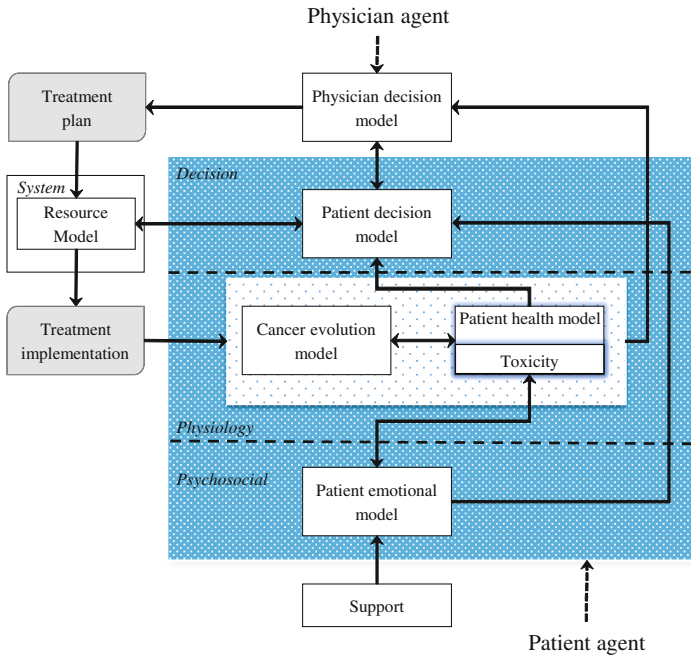 Physician agent
Treatment
plan
Physician decision
model
Decision
System
Resource
Model
Patient decision
model
Treatment
implementation
Cancer evolution
model
Patient health model
Toxicity
Physiology
Psychosocial
Patient emotional
model
Support
Patient agent